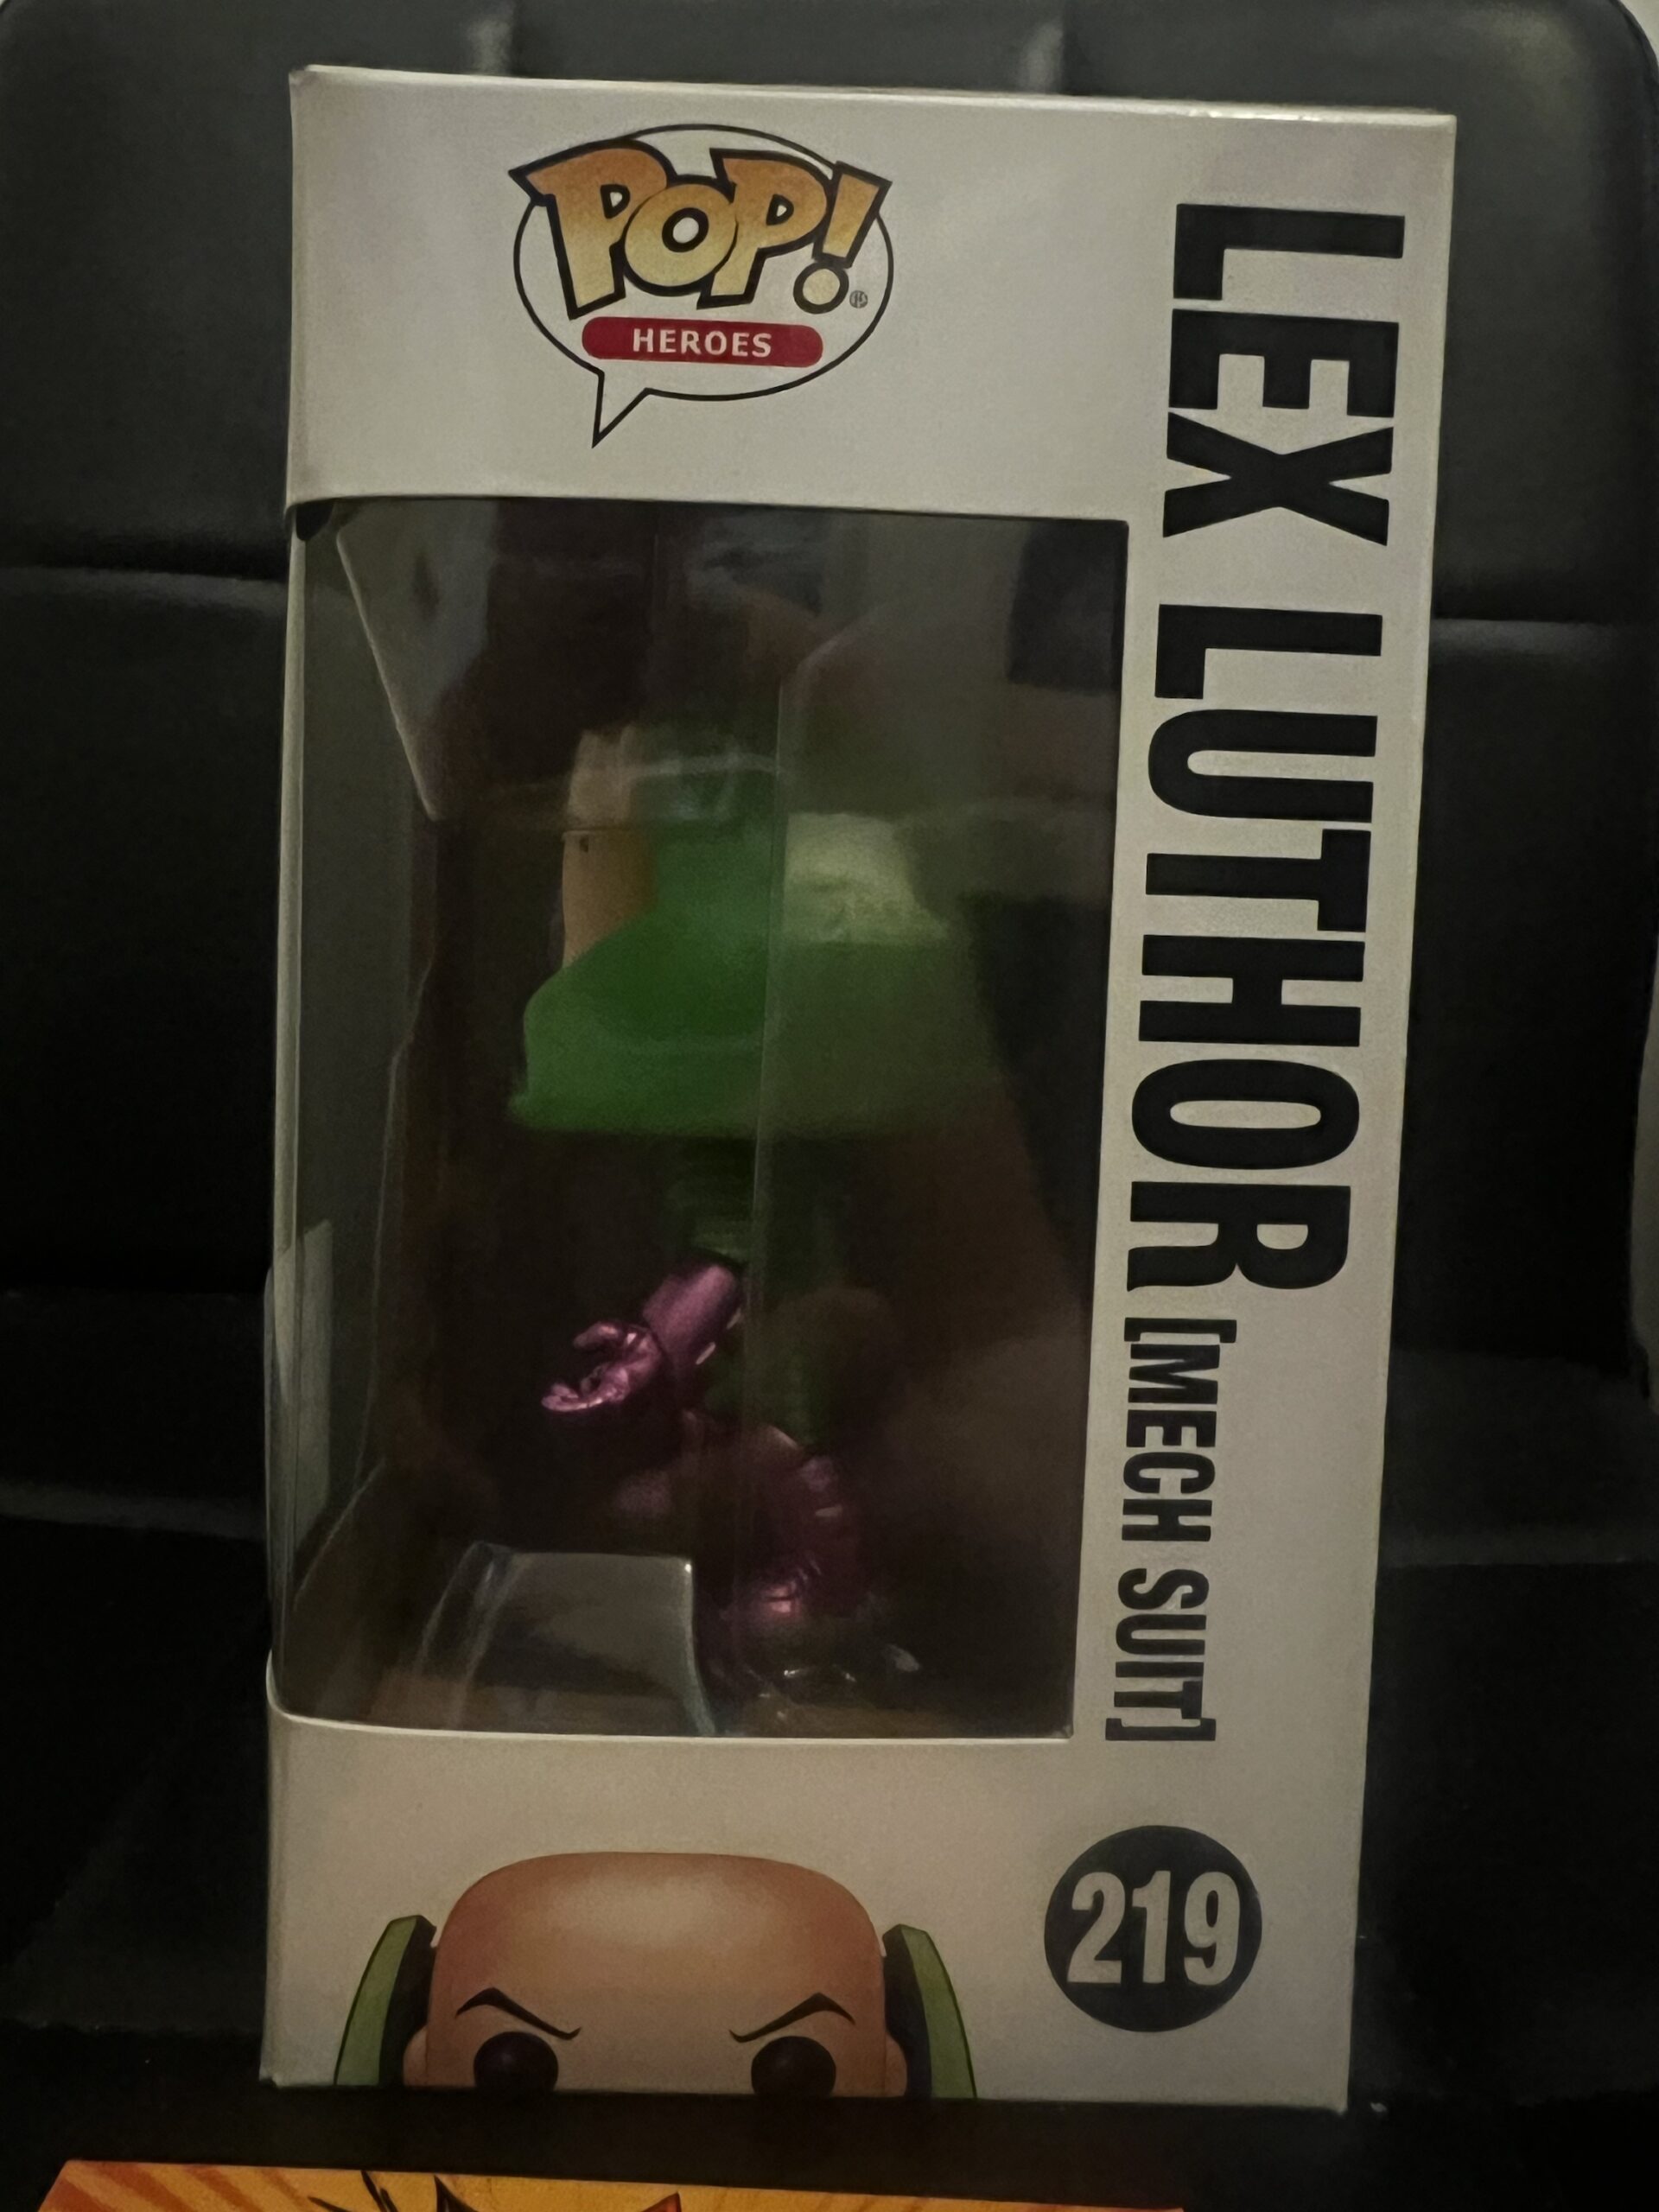 POP!®
HEROES
LEX LUTHOR [MECH SUIT]
219